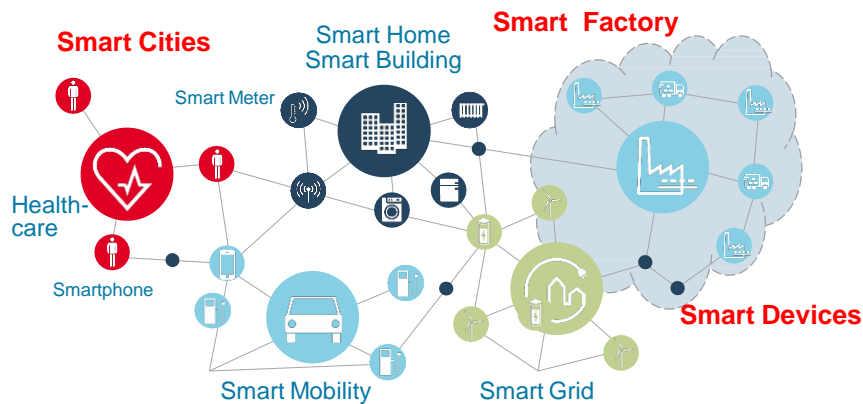 Smart Cities
Smart Home
Smart Building
Smart  Factory
Smart Meter
Health-
care
Smartphone
Smart Devices
Smart Mobility
Smart Grid